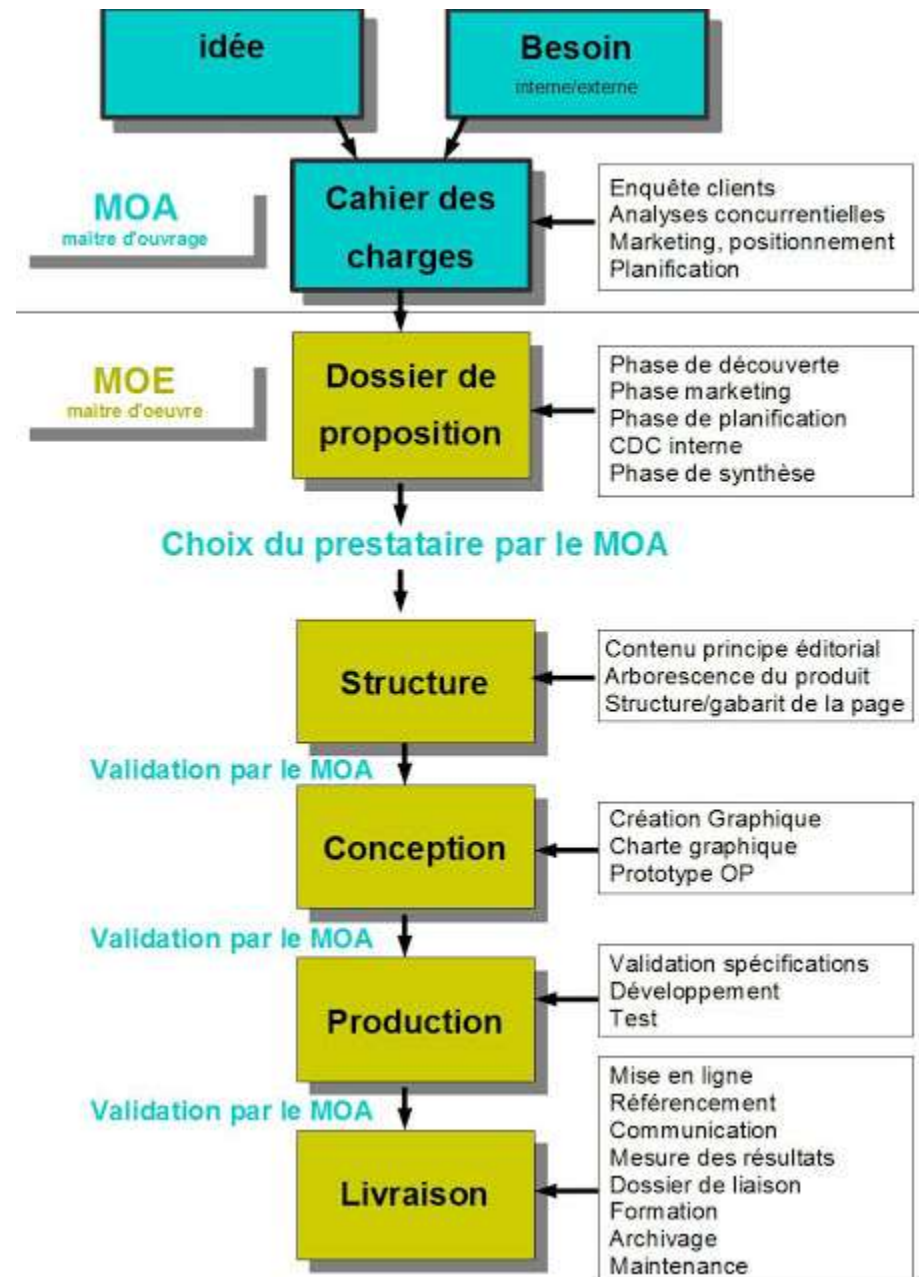 idée
Besoin
interne/externe
MOA
maître d'ouvrage
Cahier des
charges
Enquête clients
Analyses concurrentielles
Marketing, positionnement
Planification
MOE
maître d'oeuvre
Dossier de
proposition
Phase de découverte
Phase marketing
Phase de planification
CDC interne
Phase de synthèse
Choix du prestataire par le MOA
Structure
Contenu principe éditorial
Arborescence du produit
Structure/gabarit de la page
Validation par le MOA
Conception
Création Graphique
Charte graphique
Prototype OP
Validation par le MOA
Production
Validation spécifications
Développement
Test
Validation par le MOA
Livraison
Mise en ligne
Référencement
Communication
Mesure des résultats
Dossier de liaison
Formation
Archivage
Maintenance